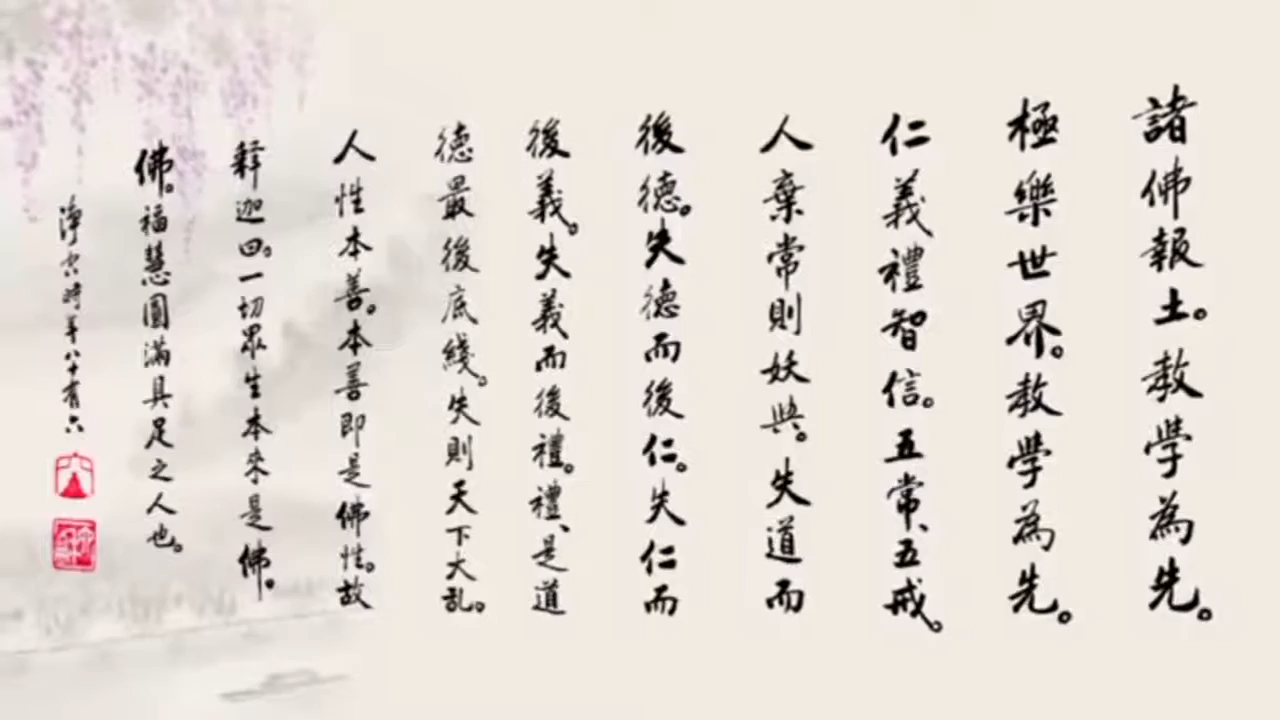 諸佛報土。教學為先。
極樂世界。教學為先。
仁義禮智信。五常、五戒。
人棄常則妖興。失道而
後德。失德而後仁。失仁而
後義。失義而後禮。禮、是道
德最後底綫。失則天下大乱。
人性本善。本善即是佛性。故
釋迦曰。一切眾生本來是佛。
佛。福慧圓滿具足之人也。
淨空時年八十有六